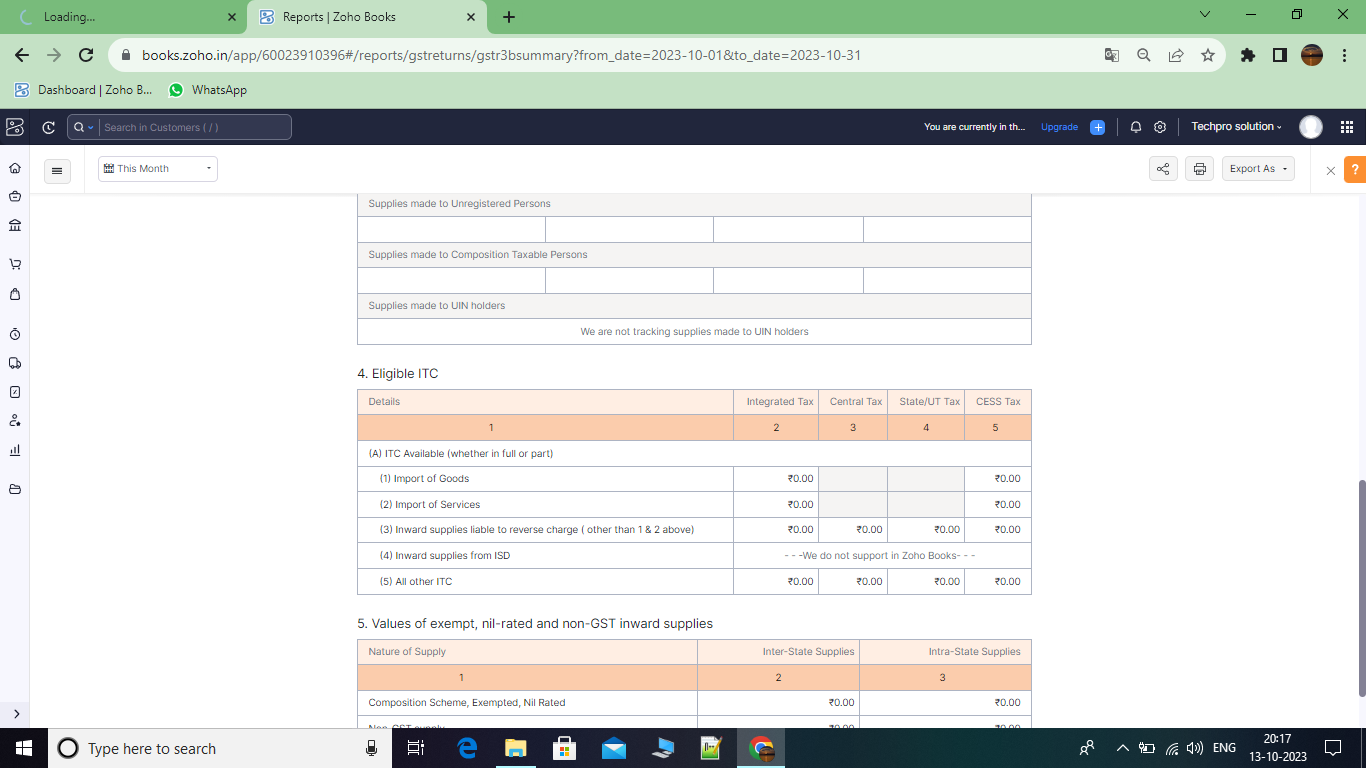 Loading...
Reports | Zoho Books
books.zoho.in/app/60023910396#/reports/gstreturns/gstr3bsummary?from_date=2023-10-01&to_date=2023-10-31
Dashboard | Zoho B...
WhatsApp
Search in Customers ( / )
You are currently in th...
Upgrade
Techpro solution
This Month
Export As
?
Supplies made to Unregistered Persons
Supplies made to Composition Taxable Persons
Supplies made to UIN holders
We are not tracking supplies made to UIN holders
4. Eligible ITC
Details Integrated Tax Central Tax State/UT Tax CESS Tax
1 2 3 4 5
(A) ITC Available (whether in full or part)
(1) Import of Goods ₹0.00 ₹0.00
(2) Import of Services ₹0.00 ₹0.00
(3) Inward supplies liable to reverse charge ( other than 1 & 2 above) ₹0.00 ₹0.00 ₹0.00 ₹0.00
(4) Inward supplies from ISD - - -We do not support in Zoho Books- - -
(5) All other ITC ₹0.00 ₹0.00 ₹0.00 ₹0.00
5. Values of exempt, nil-rated and non-GST inward supplies
Nature of Supply Inter-State Supplies Intra-State Supplies
1 2 3
Composition Scheme, Exempted, Nil Rated ₹0.00 ₹0.00
Non-GST supply ₹0.00 ₹0.00
Type here to search
ENG
20:17
13-10-2023